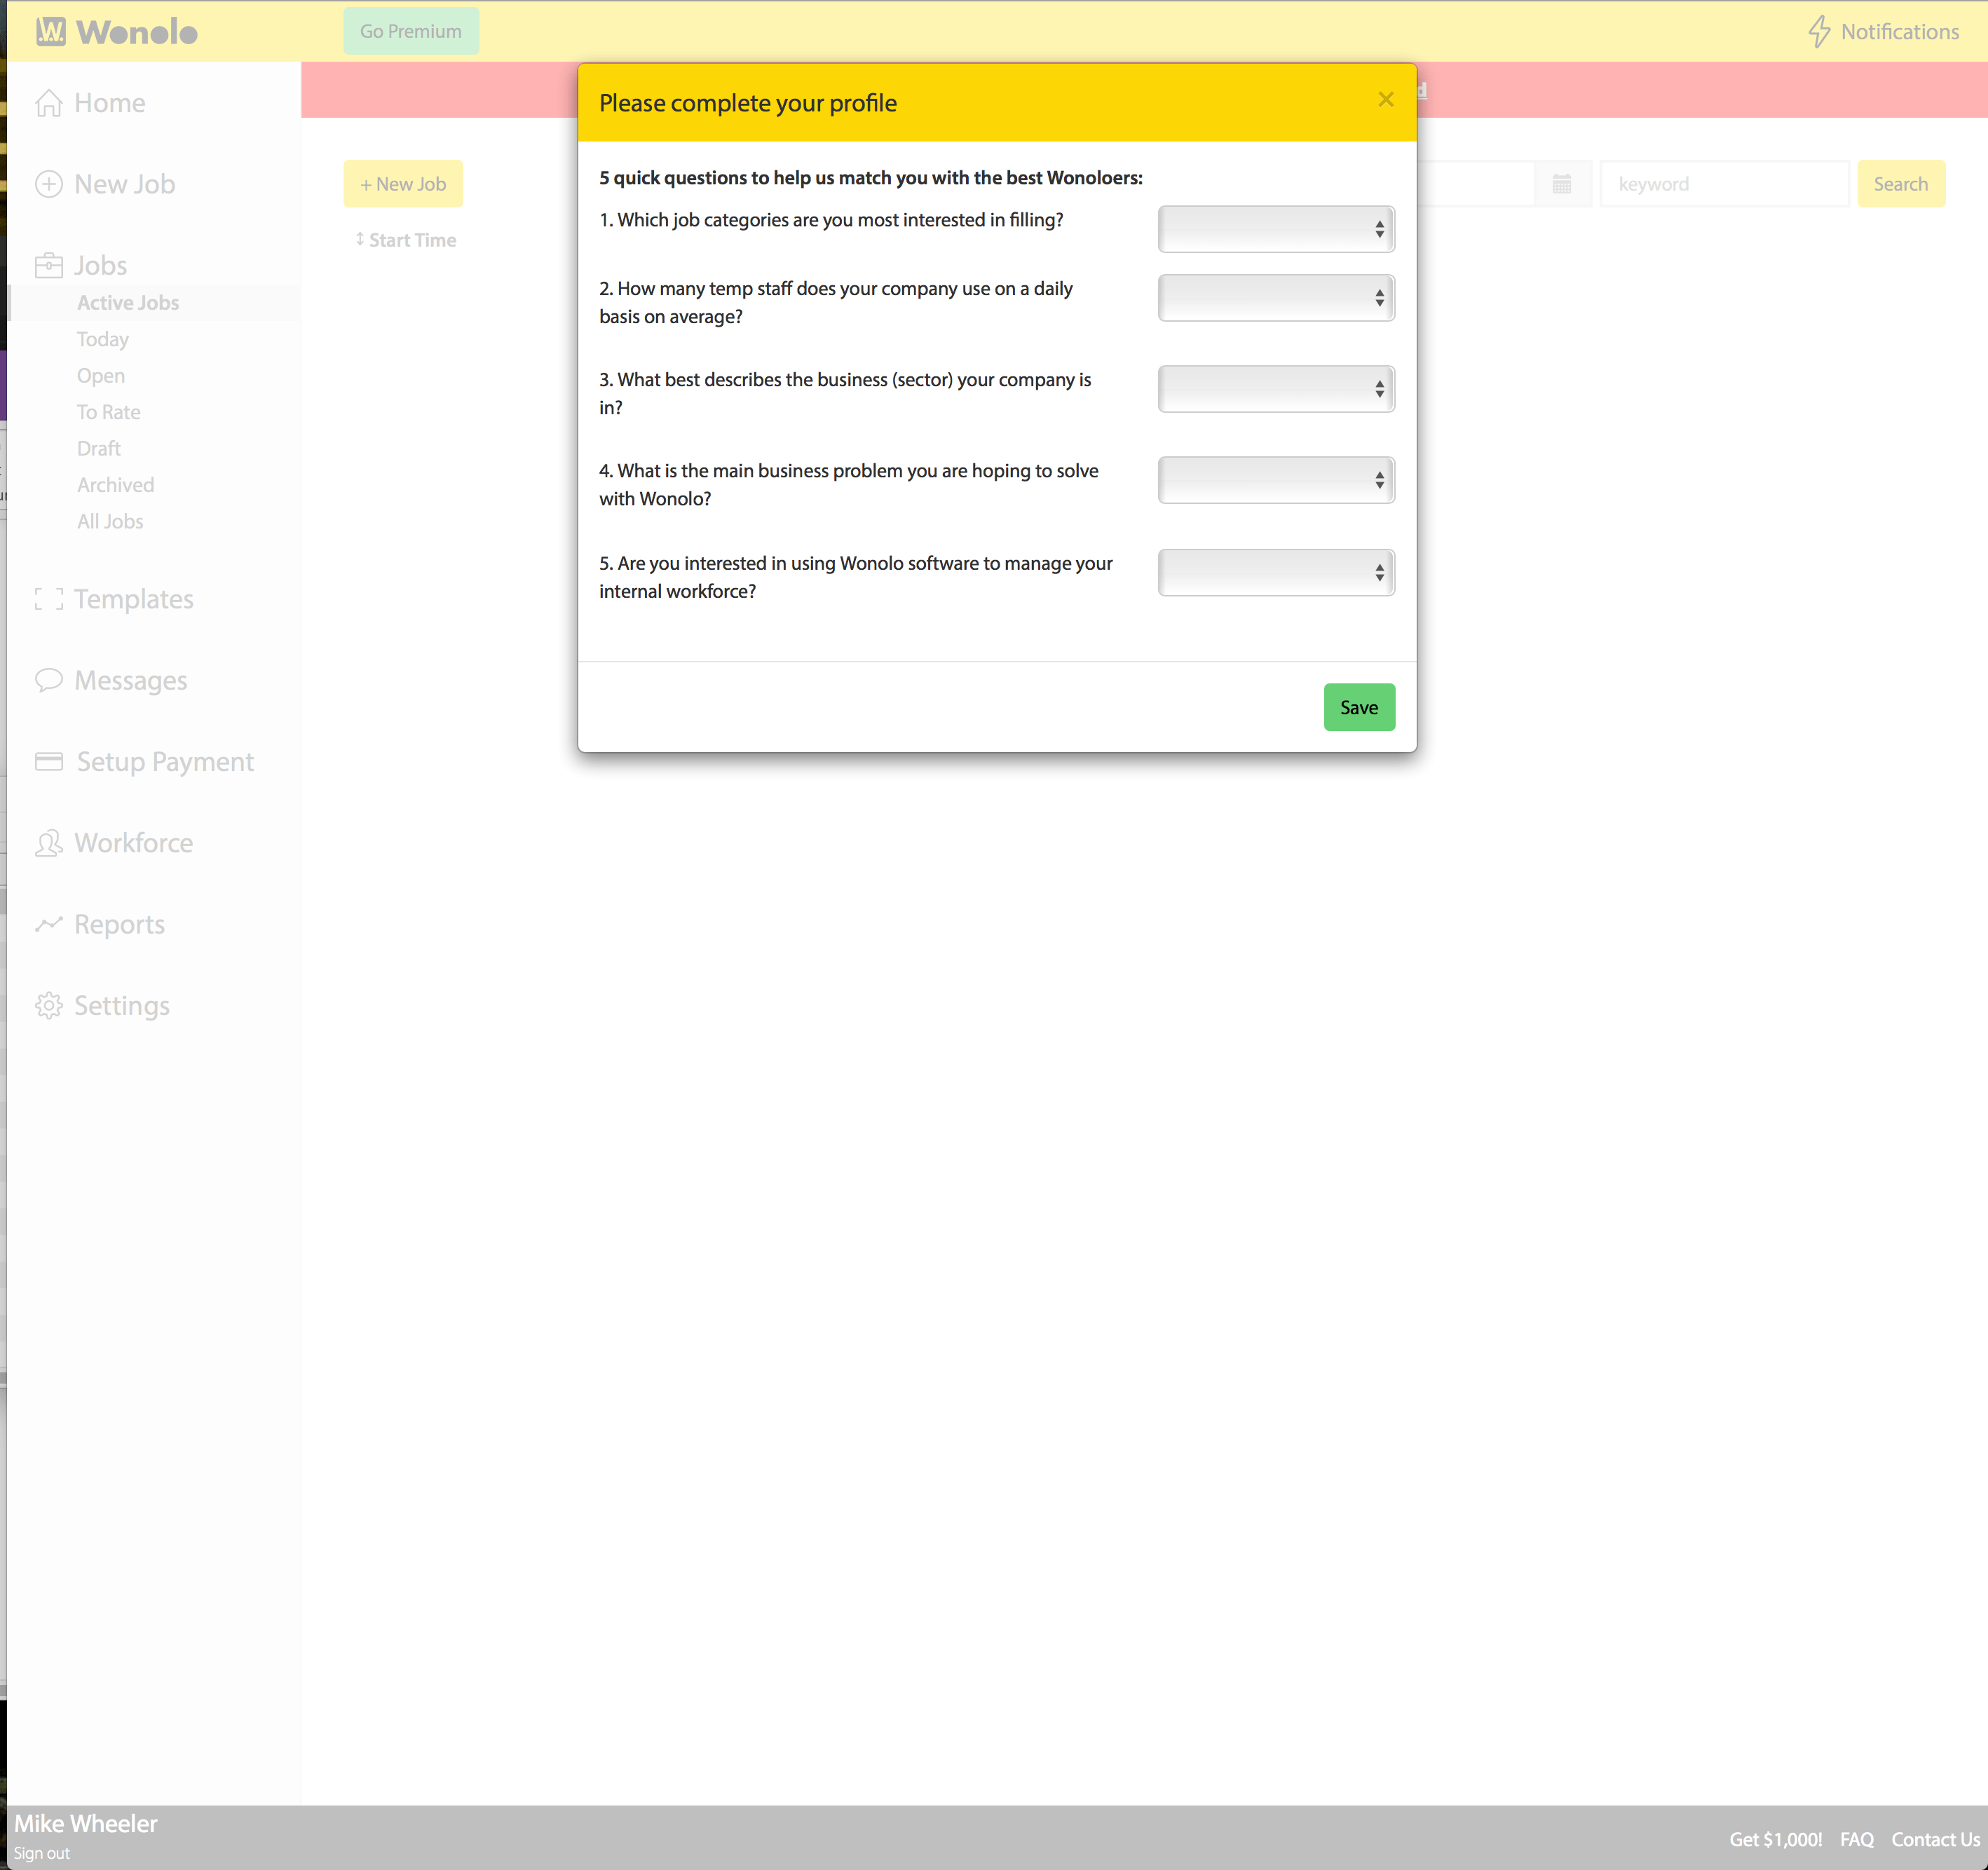 W. Wonolo
Go Premium
Notifications
Home
New Job
Jobs
Active Jobs
Today
Open
To Rate
Draft
Archived
All Jobs
Templates
Messages
Setup Payment
Workforce
Reports
Settings
+ New Job
Start Time
keyword
Search
Please complete your profile
×
5 quick questions to help us match you with the best Wonoloers:
1. Which job categories are you most interested in filling?
2. How many temp staff does your company use on a daily
basis on average?
3. What best describes the business (sector) your company is
in?
4. What is the main business problem you are hoping to solve
with Wonolo?
5. Are you interested in using Wonolo software to manage your
internal workforce?
Save
Mike Wheeler
Sign out
Get $1,000!
FAQ
Contact Us